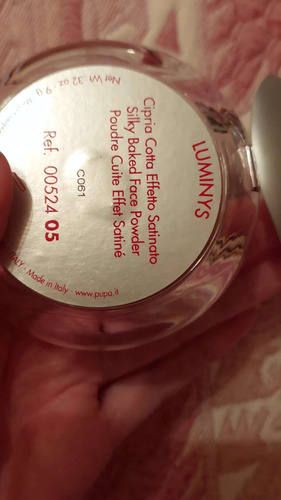 LUMINYS
Cipria Cotta Effetto Satinato
Silky Baked Face Powder
Poudre Cuite Effet Satiné
C061
Ref. 00524 05
Net Wt .32 oz. 9 g
Made in Italy · www.pupa.it